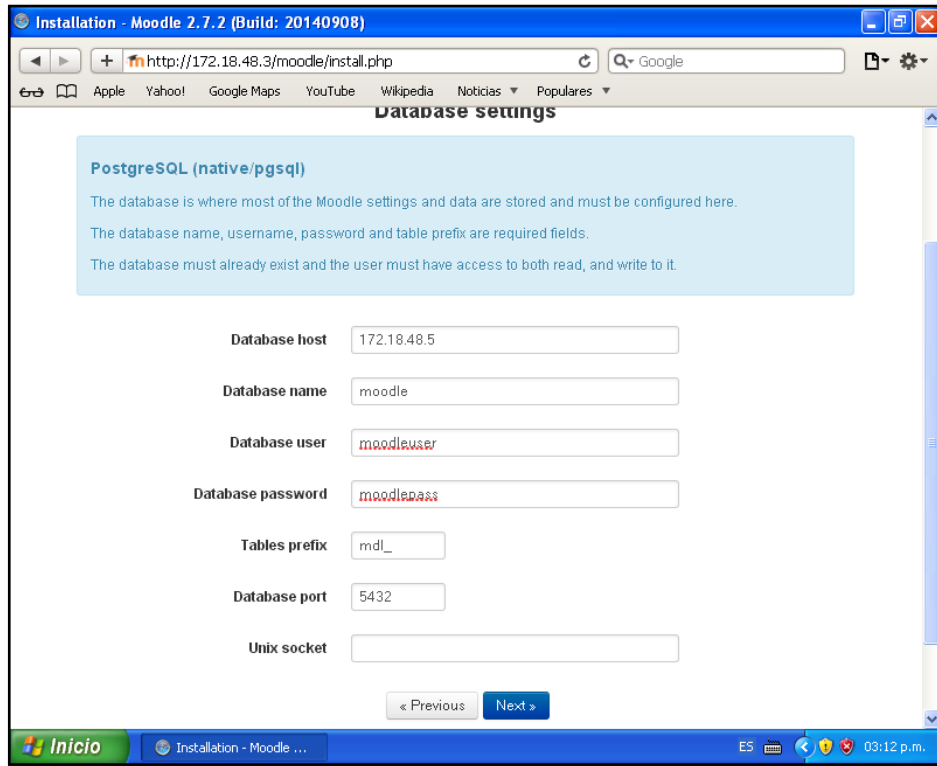 Installation - Moodle 2.7.2 (Build: 20140908)
http://172.18.48.3/moodle/install.php
Google
Apple Yahoo! Google Maps YouTube Wikipedia Noticias Populares
Database settings
PostgreSQL (native/pgsql)
The database is where most of the Moodle settings and data are stored and must be configured here.
The database name, username, password and table prefix are required fields.
The database must already exist and the user must have access to both read, and write to it.
Database host 172.18.48.5
Database name moodle
Database user moodleuser
Database password moodlepass
Tables prefix mdl_
Database port 5432
Unix socket
« Previous Next »
Inicio Installation - Moodle ... ES 03:12 p.m.